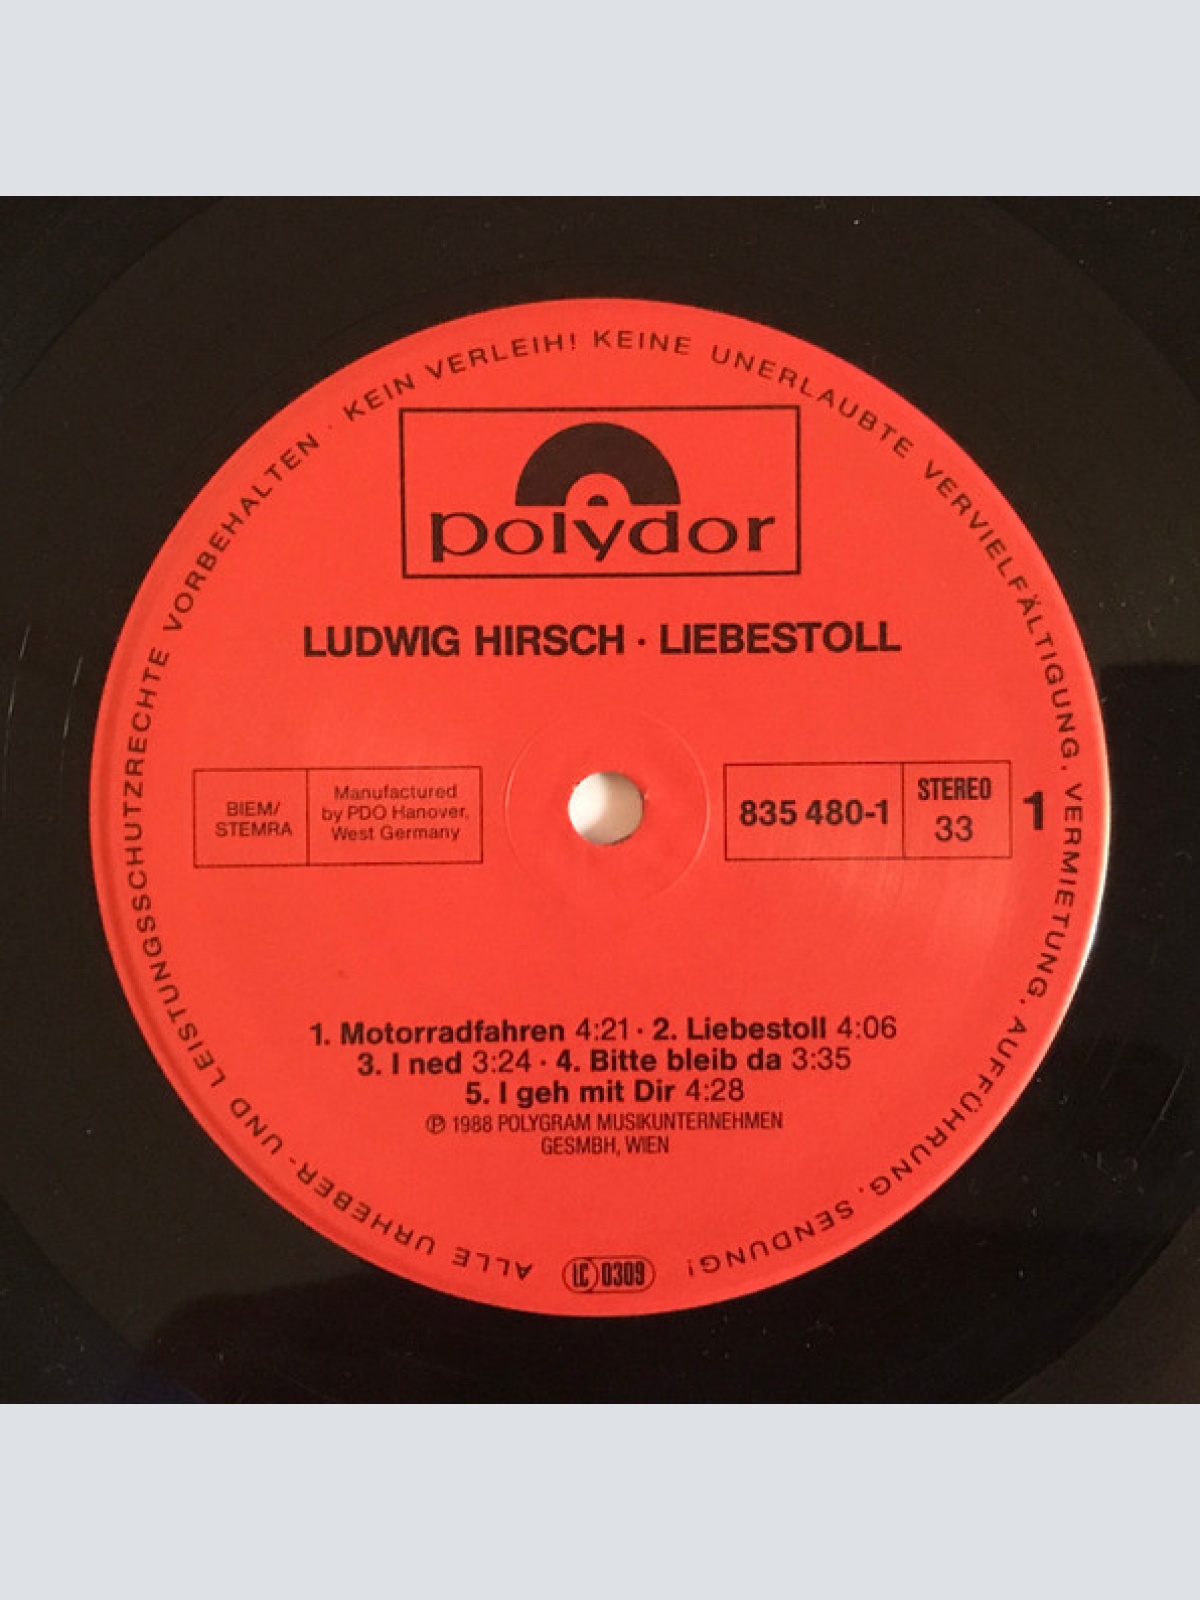 ALLE URHEBER- UND LEISTUNGSSCHUTZRECHTE VORBEHALTEN · KEIN VERLEIH! KEINE UNERLAUBTE VERVIELFÄLTIGUNG, VERMIETUNG, AUFFÜHRUNG, SENDUNG!
polydor
LUDWIG HIRSCH · LIEBESTOLL
BIEM/
STEMRA
Manufactured
by PDO Hanover,
West Germany
835 480-1
STEREO
33
1
1. Motorradfahren 4:21 · 2. Liebestoll 4:06
3. I ned 3:24 · 4. Bitte bleib da 3:35
5. I geh mit Dir 4:28
℗ 1988 POLYGRAM MUSIKUNTERNEHMEN
GESMBH, WIEN
LC 0309